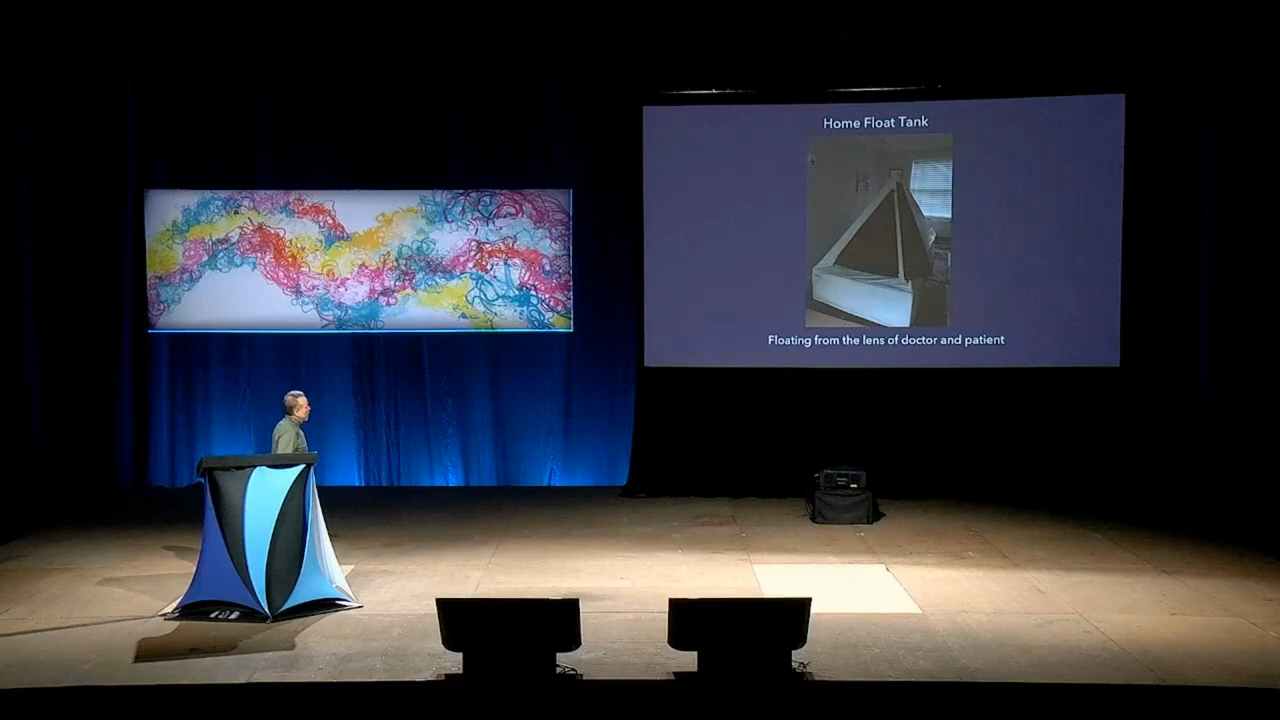 Home Float Tank
Floating from the lens of doctor and patient